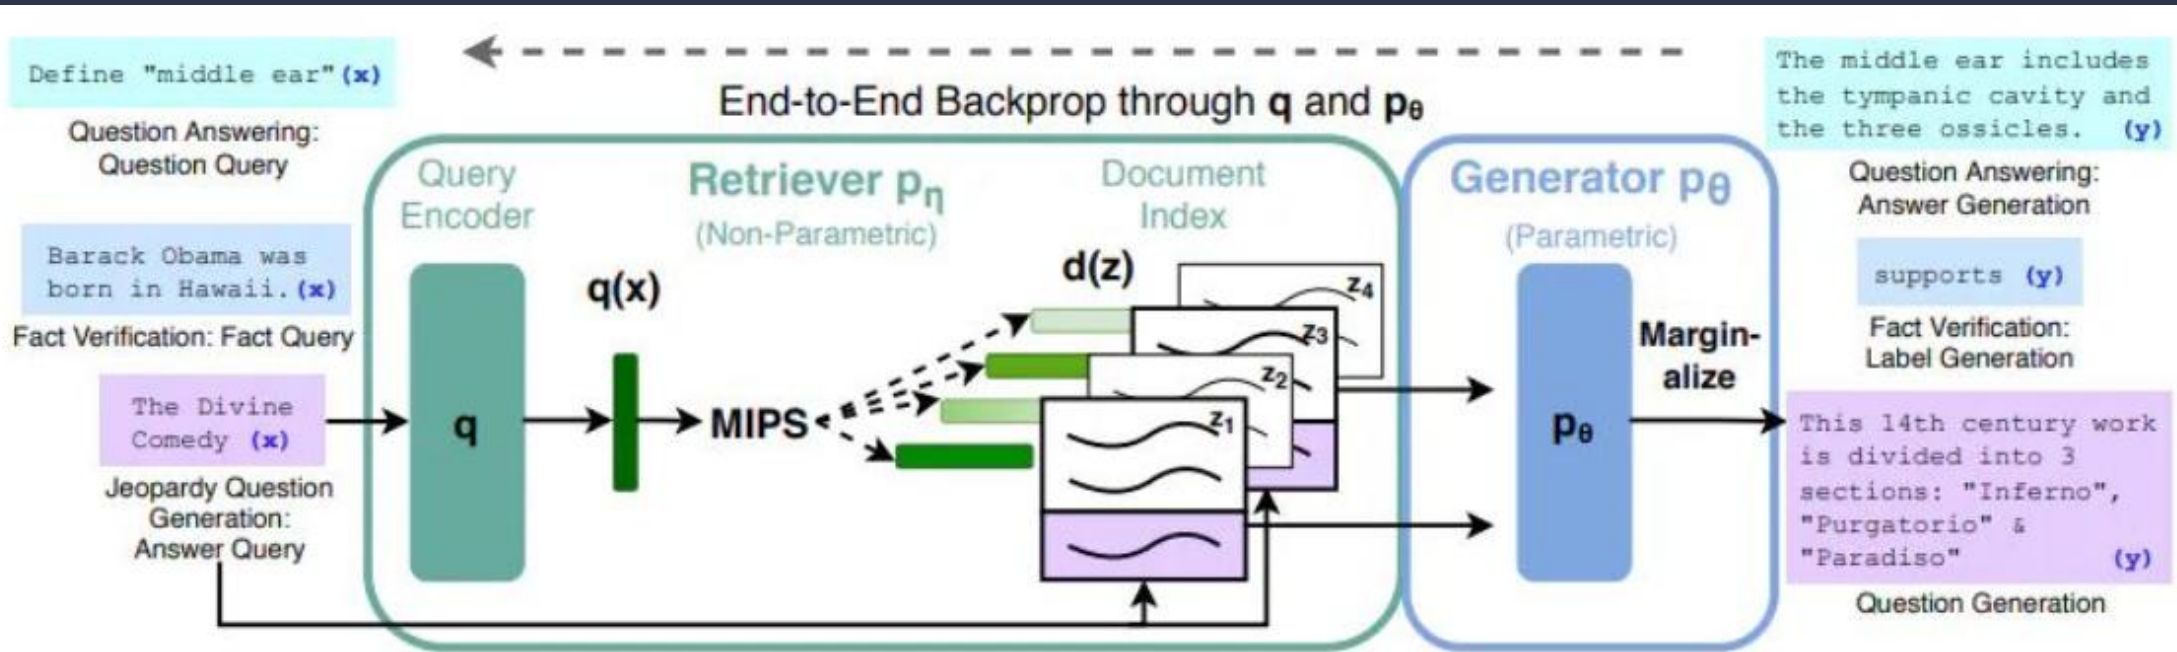 Define "middle ear" (x)
Question Answering:
Question Query
Barack Obama was
born in Hawaii. (x)
Fact Verification: Fact Query
The Divine
Comedy (x)
Jeopardy Question
Generation:
Answer Query
End-to-End Backprop through q and pθ
Query
Encoder
q
Retriever pη
(Non-Parametric)
q(x)
MIPS
Document
Index
d(z)
z4
z3
z2
z1
Generator pθ
(Parametric)
pθ
Margin-
alize
The middle ear includes
the tympanic cavity and
the three ossicles. (y)
Question Answering:
Answer Generation
supports (y)
Fact Verification:
Label Generation
This 14th century work
is divided into 3
sections: "Inferno",
"Purgatorio" &
"Paradiso" (y)
Question Generation